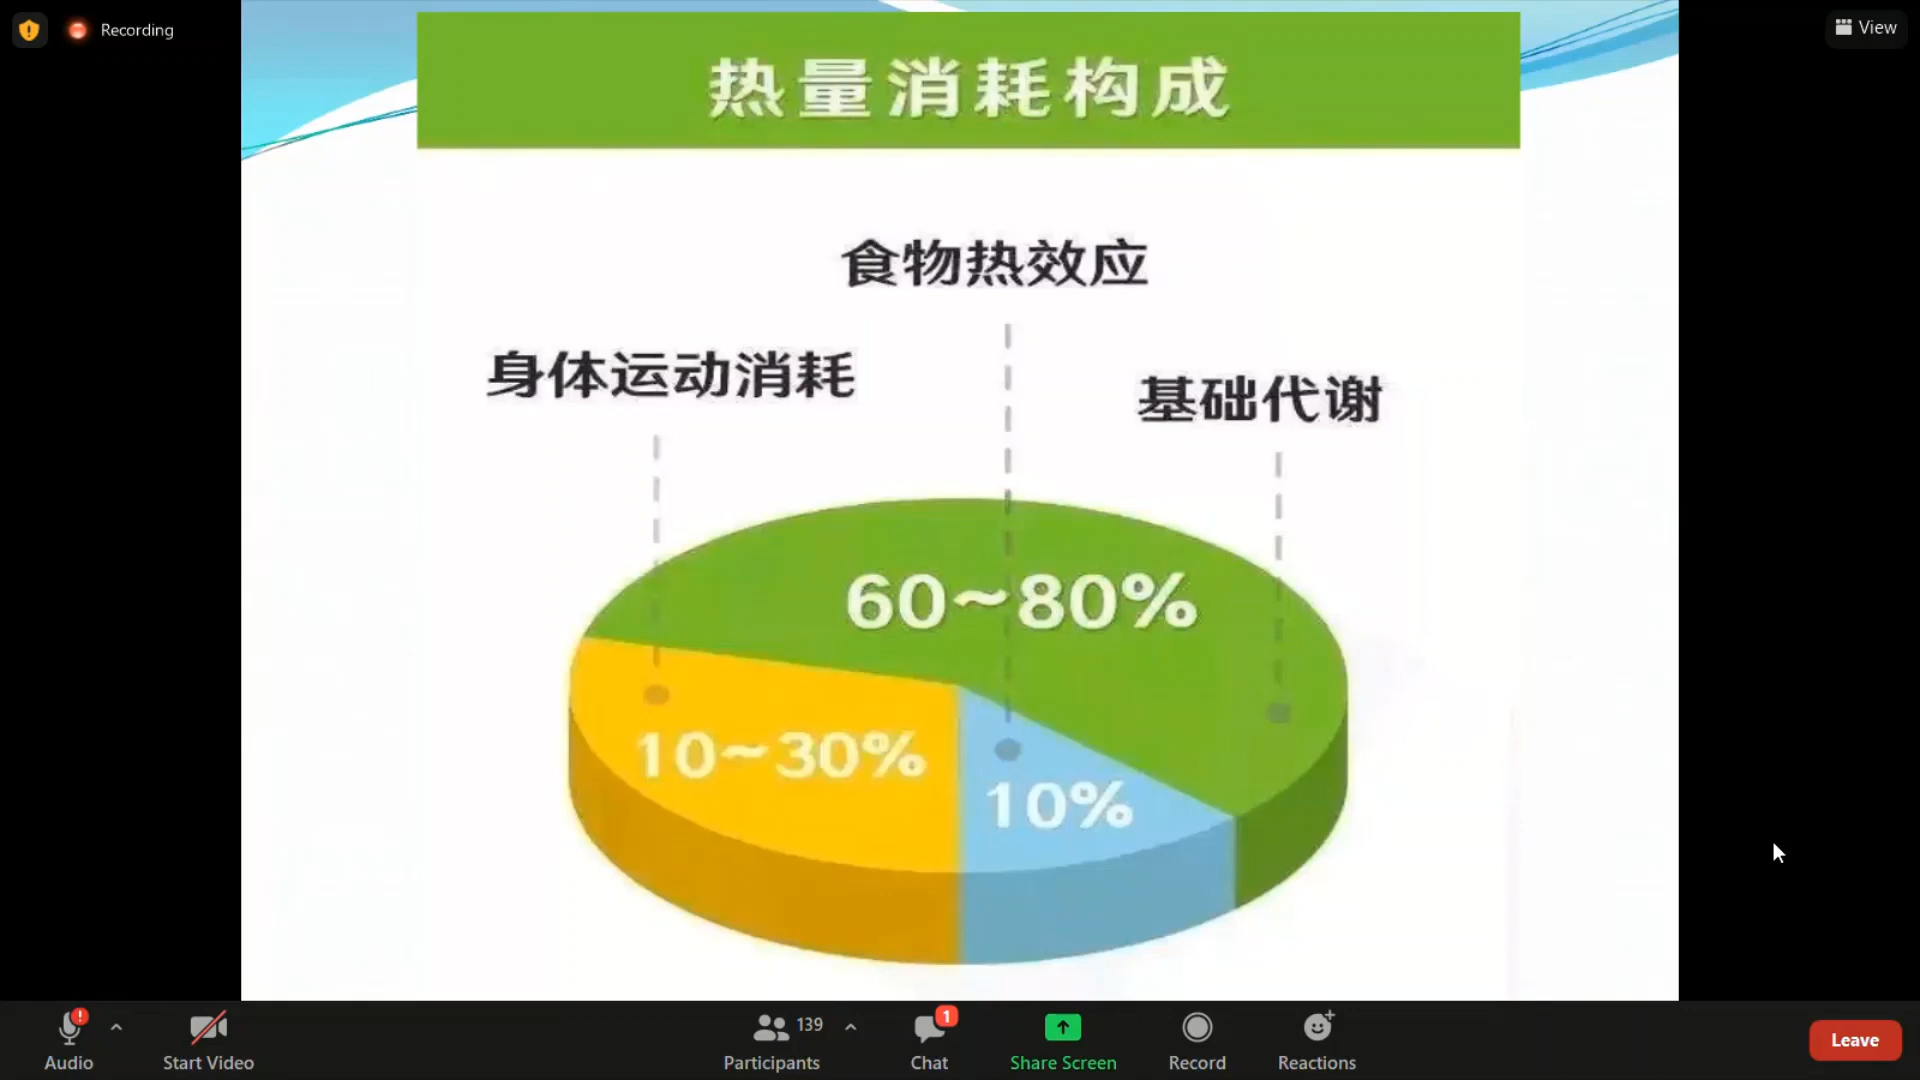 Recording
View
热量消耗构成
食物热效应
身体运动消耗
基础代谢
60~80%
10~30%
10%
Audio
Start Video
139
Participants
1
Chat
Share Screen
Record
Reactions
Leave